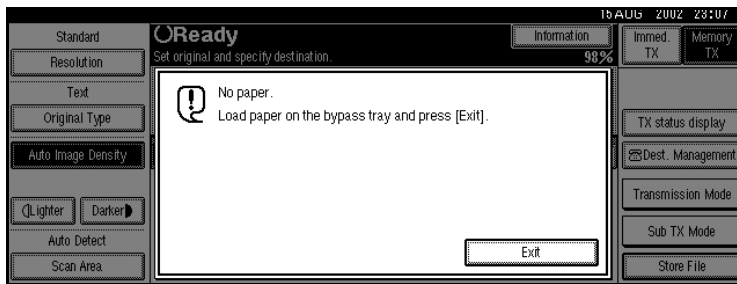 15 AUG 2002 23:07
Standard
Resolution
Text
Original Type
Auto Image Density
Lighter
Darker
Auto Detect
Scan Area
Ready
Set original and specify destination.
Information
98%
No paper.
Load paper on the bypass tray and press [Exit].
Exit
Immed. TX
Memory TX
TX status display
Dest. Management
Transmission Mode
Sub TX Mode
Store File